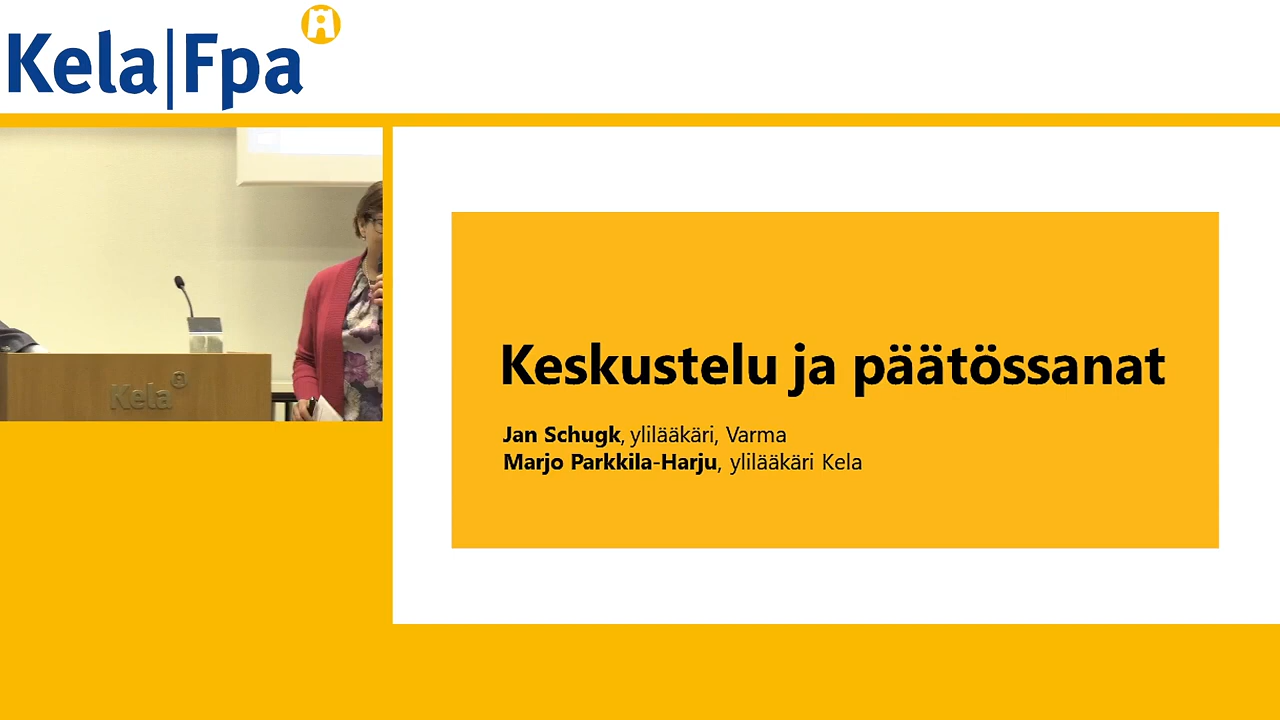 Kela|Fpa
Kela
Keskustelu ja päätössanat
Jan Schugk, ylilääkäri, Varma
Marjo Parkkila-Harju, ylilääkäri Kela